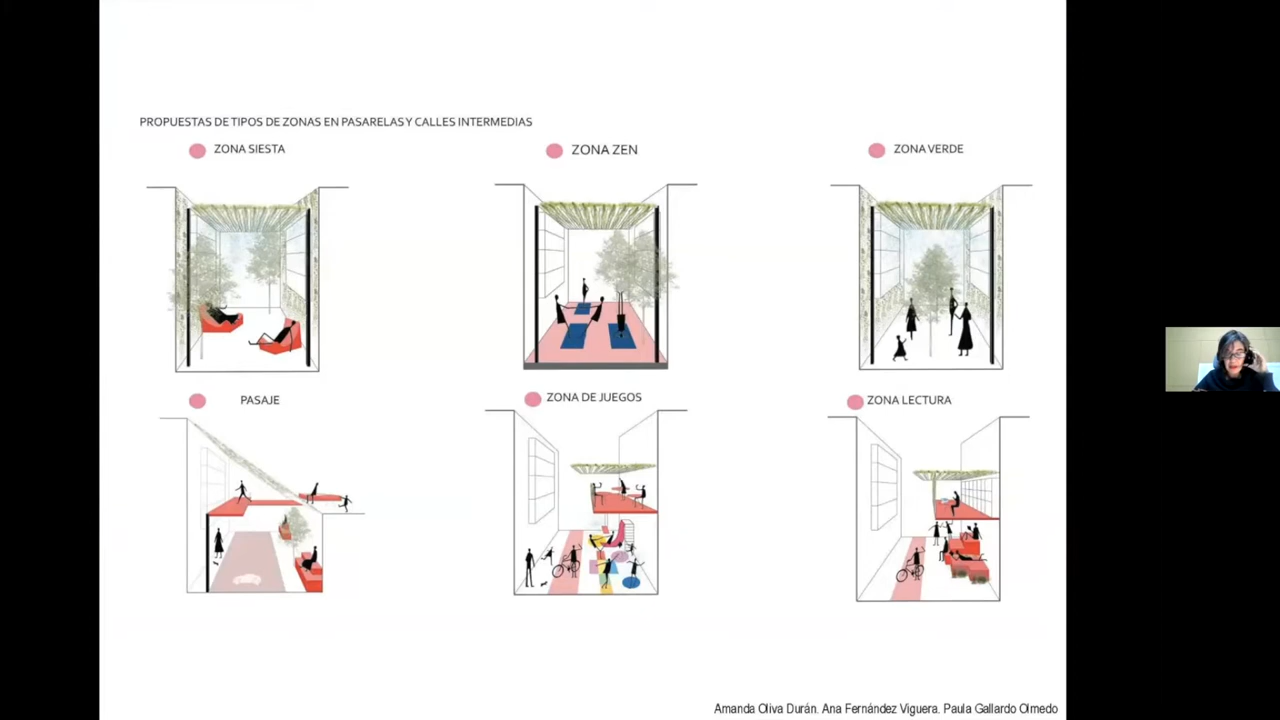 PROPUESTAS DE TIPOS DE ZONAS EN PASARELAS Y CALLES INTERMEDIAS
ZONA SIESTA
ZONA ZEN
ZONA VERDE
PASAJE
ZONA DE JUEGOS
ZONA LECTURA
Amanda Oliva Durán. Ana Fernández Viguera. Paula Gallardo Olmedo